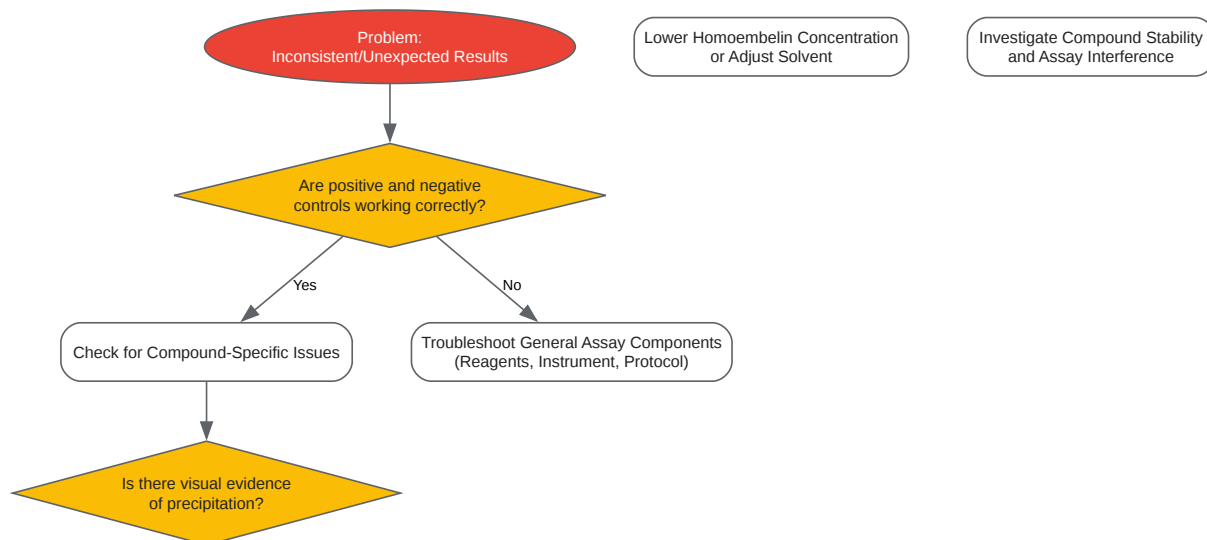 Problem:
Inconsistent/Unexpected Results
Lower Homoembelin Concentration
or Adjust Solvent
Investigate Compound Stability
and Assay Interference
Are positive and negative
controls working correctly?
Yes
No
Check for Compound-Specific Issues
Troubleshoot General Assay Components
(Reagents, Instrument, Protocol)
Is there visual evidence
of precipitation?